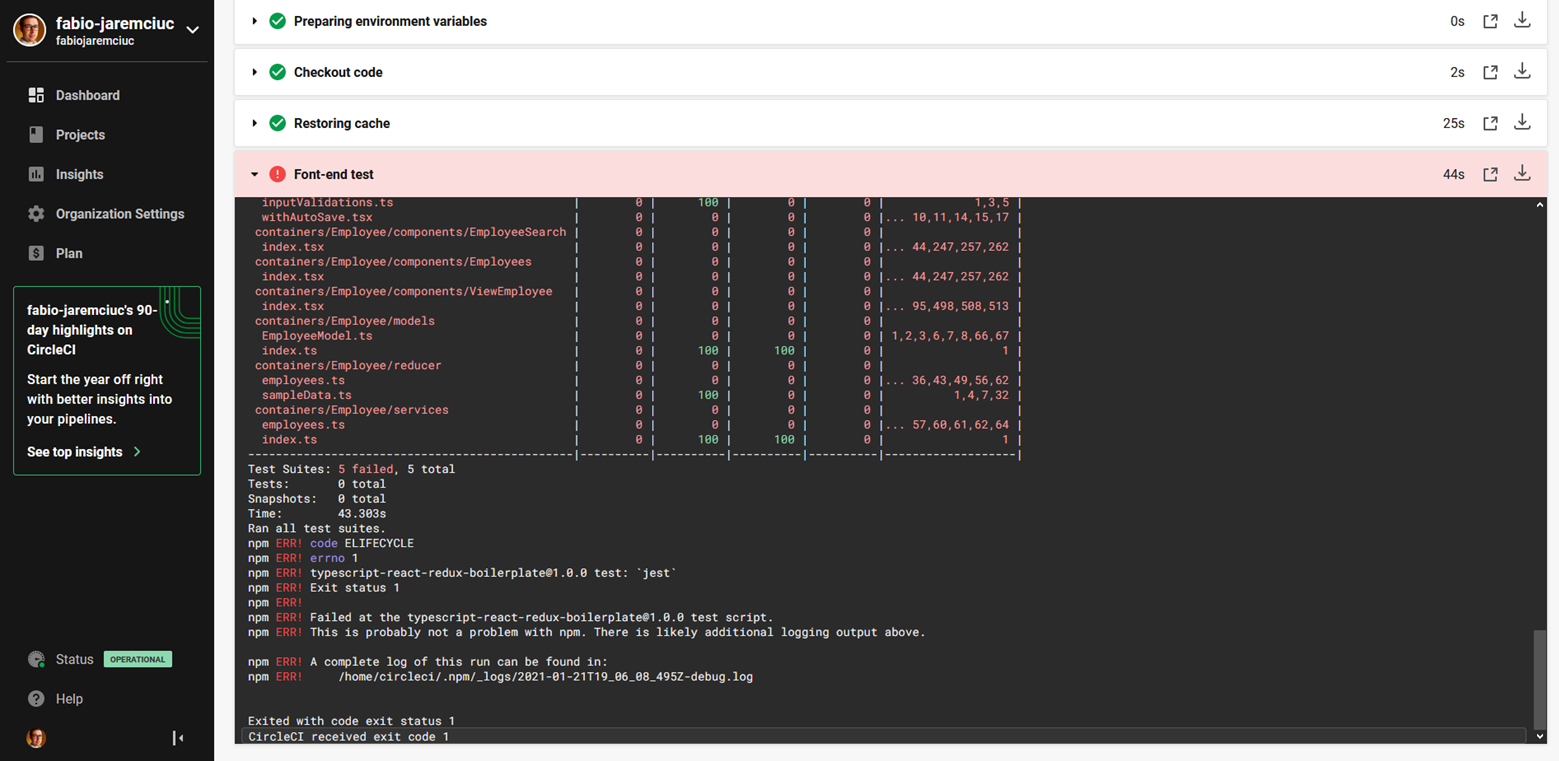 fabio-jaremciuc
fabiojaremciuc
Dashboard
Projects
Insights
Organization Settings
Plan
fabio-jaremciuc's 90-
day highlights on
CircleCI
Start the year off right
with better insights into
your pipelines.
See top insights
Status OPERATIONAL
Help
Preparing environment variables 0s
Checkout code 2s
Restoring cache 25s
Font-end test 44s
inputValidations.ts | 0 | 100 | 0 | 0 | 1,3,5 |
withAutoSave.tsx | 0 | 0 | 0 | 0 |... 10,11,14,15,17 |
containers/Employee/components/EmployeeSearch | 0 | 0 | 0 | 0 | |
index.tsx | 0 | 0 | 0 | 0 |... 44,247,257,262 |
containers/Employee/components/Employees | 0 | 0 | 0 | 0 | |
index.tsx | 0 | 0 | 0 | 0 |... 44,247,257,262 |
containers/Employee/components/ViewEmployee | 0 | 0 | 0 | 0 | |
index.tsx | 0 | 0 | 0 | 0 |... 95,498,508,513 |
containers/Employee/models | 0 | 0 | 0 | 0 | |
EmployeeModel.ts | 0 | 0 | 0 | 0 | 1,2,3,6,7,8,66,67 |
index.ts | 0 | 100 | 100 | 0 | 1 |
containers/Employee/reducer | 0 | 0 | 0 | 0 | |
employees.ts | 0 | 0 | 0 | 0 |... 36,43,49,56,62 |
sampleData.ts | 0 | 100 | 0 | 0 | 1,4,7,32 |
containers/Employee/services | 0 | 0 | 0 | 0 | |
employees.ts | 0 | 0 | 0 | 0 |... 57,60,61,62,64 |
index.ts | 0 | 100 | 100 | 0 | 1 |
-----------------------------------------------|----------|----------|----------|----------|-------------------|
Test Suites: 5 failed, 5 total
Tests: 0 total
Snapshots: 0 total
Time: 43.303s
Ran all test suites.
npm ERR! code ELIFECYCLE
npm ERR! errno 1
npm ERR! typescript-react-redux-boilerplate@1.0.0 test: `jest`
npm ERR! Exit status 1
npm ERR!
npm ERR! Failed at the typescript-react-redux-boilerplate@1.0.0 test script.
npm ERR! This is probably not a problem with npm. There is likely additional logging output above.
npm ERR! A complete log of this run can be found in:
npm ERR! /home/circleci/.npm/_logs/2021-01-21T19_06_08_495Z-debug.log
Exited with code exit status 1
CircleCI received exit code 1